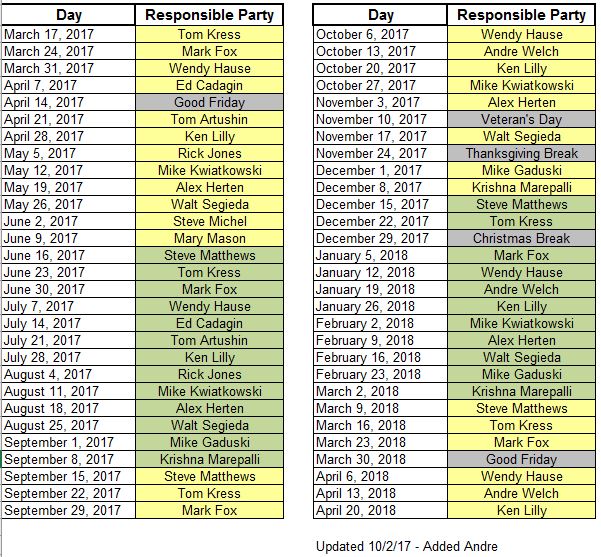 Day Responsible Party
March 17, 2017 Tom Kress
March 24, 2017 Mark Fox
March 31, 2017 Wendy Hause
April 7, 2017 Ed Cadagin
April 14, 2017 Good Friday
April 21, 2017 Tom Artushin
April 28, 2017 Ken Lilly
May 5, 2017 Rick Jones
May 12, 2017 Mike Kwiatkowski
May 19, 2017 Alex Herten
May 26, 2017 Walt Segieda
June 2, 2017 Steve Michel
June 9, 2017 Mary Mason
June 16, 2017 Steve Matthews
June 23, 2017 Tom Kress
June 30, 2017 Mark Fox
July 7, 2017 Wendy Hause
July 14, 2017 Ed Cadagin
July 21, 2017 Tom Artushin
July 28, 2017 Ken Lilly
August 4, 2017 Rick Jones
August 11, 2017 Mike Kwiatkowski
August 18, 2017 Alex Herten
August 25, 2017 Walt Segieda
September 1, 2017 Mike Gaduski
September 8, 2017 Krishna Marepalli
September 15, 2017 Steve Matthews
September 22, 2017 Tom Kress
September 29, 2017 Mark Fox
Day Responsible Party
October 6, 2017 Wendy Hause
October 13, 2017 Andre Welch
October 20, 2017 Ken Lilly
October 27, 2017 Mike Kwiatkowski
November 3, 2017 Alex Herten
November 10, 2017 Veteran's Day
November 17, 2017 Walt Segieda
November 24, 2017 Thanksgiving Break
December 1, 2017 Mike Gaduski
December 8, 2017 Krishna Marepalli
December 15, 2017 Steve Matthews
December 22, 2017 Tom Kress
December 29, 2017 Christmas Break
January 5, 2018 Mark Fox
January 12, 2018 Wendy Hause
January 19, 2018 Andre Welch
January 26, 2018 Ken Lilly
February 2, 2018 Mike Kwiatkowski
February 9, 2018 Alex Herten
February 16, 2018 Walt Segieda
February 23, 2018 Mike Gaduski
March 2, 2018 Krishna Marepalli
March 9, 2018 Steve Matthews
March 16, 2018 Tom Kress
March 23, 2018 Mark Fox
March 30, 2018 Good Friday
April 6, 2018 Wendy Hause
April 13, 2018 Andre Welch
April 20, 2018 Ken Lilly
Updated 10/2/17 - Added Andre